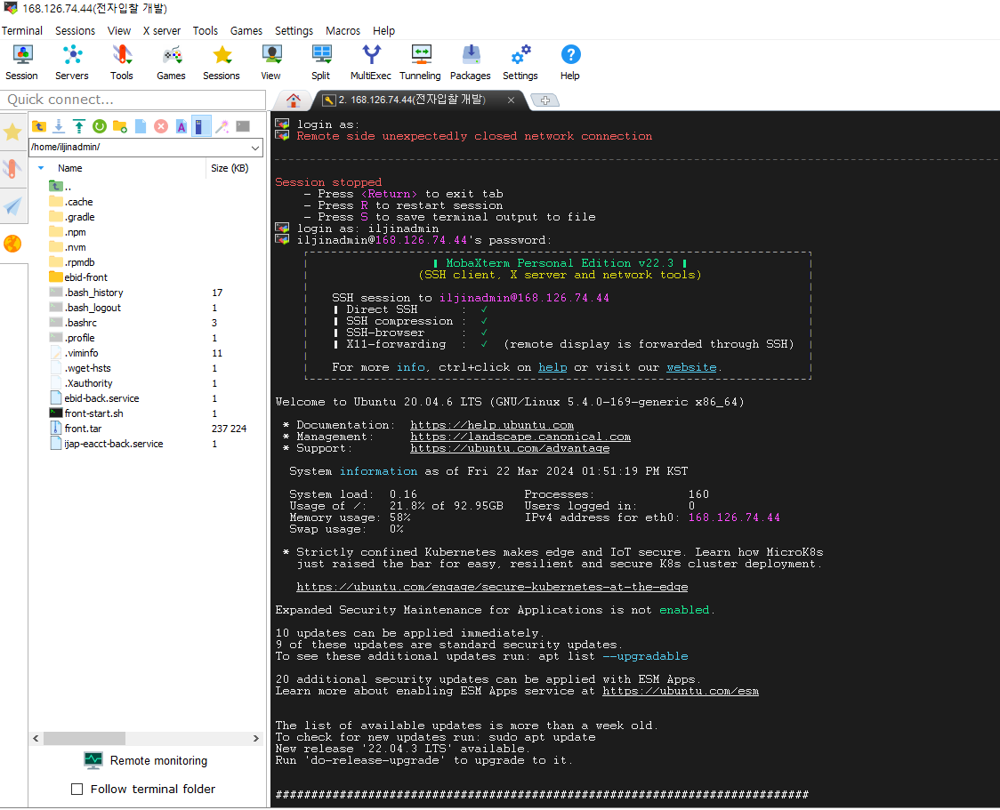 168.126.74.44(전자입찰 개발)
Terminal Sessions View X server Tools Games Settings Macros Help
Session Servers Tools Games Sessions View Split MultiExec Tunneling Packages Settings Help
Quick connect...
2. 168.126.74.44(전자입찰 개발)
/home/iljinadmin/
Name Size (KB)
..
.cache
.gradle
.npm
.nvm
.rpmdb
ebid-front
.bash_history 17
.bash_logout 1
.bashrc 3
.profile 1
.viminfo 11
.wget-hsts 1
.Xauthority 1
ebid-back.service 1
front-start.sh 1
front.tar 237 224
ijap-eacct-back.service 1
Remote monitoring
Follow terminal folder
login as:
Remote side unexpectedly closed network connection
--------------------------------------------------------------------------------
Session stopped
- Press <Return> to exit tab
- Press R to restart session
- Press S to save terminal output to file
login as: iljinadmin
iljinadmin@168.126.74.44's password:
MobaXterm Personal Edition v22.3
(SSH client, X server and network tools)
SSH session to iljinadmin@168.126.74.44
Direct SSH : ✓
SSH compression : ✓
SSH-browser : ✓
X11-forwarding : ✓ (remote display is forwarded through SSH)
For more info, ctrl+click on help or visit our website.
Welcome to Ubuntu 20.04.6 LTS (GNU/Linux 5.4.0-169-generic x86_64)
* Documentation: https://help.ubuntu.com
* Management: https://landscape.canonical.com
* Support: https://ubuntu.com/advantage
System information as of Fri 22 Mar 2024 01:51:19 PM KST
System load: 0.16 Processes: 160
Usage of /: 21.8% of 92.95GB Users logged in: 0
Memory usage: 58% IPv4 address for eth0: 168.126.74.44
Swap usage: 0%
* Strictly confined Kubernetes makes edge and IoT secure. Learn how MicroK8s
just raised the bar for easy, resilient and secure K8s cluster deployment.
https://ubuntu.com/engage/secure-kubernetes-at-the-edge
Expanded Security Maintenance for Applications is not enabled.
10 updates can be applied immediately.
9 of these updates are standard security updates.
To see these additional updates run: apt list --upgradable
20 additional security updates can be applied with ESM Apps.
Learn more about enabling ESM Apps service at https://ubuntu.com/esm
The list of available updates is more than a week old.
To check for new updates run: sudo apt update
New release '22.04.3 LTS' available.
Run 'do-release-upgrade' to upgrade to it.
###########################################################################